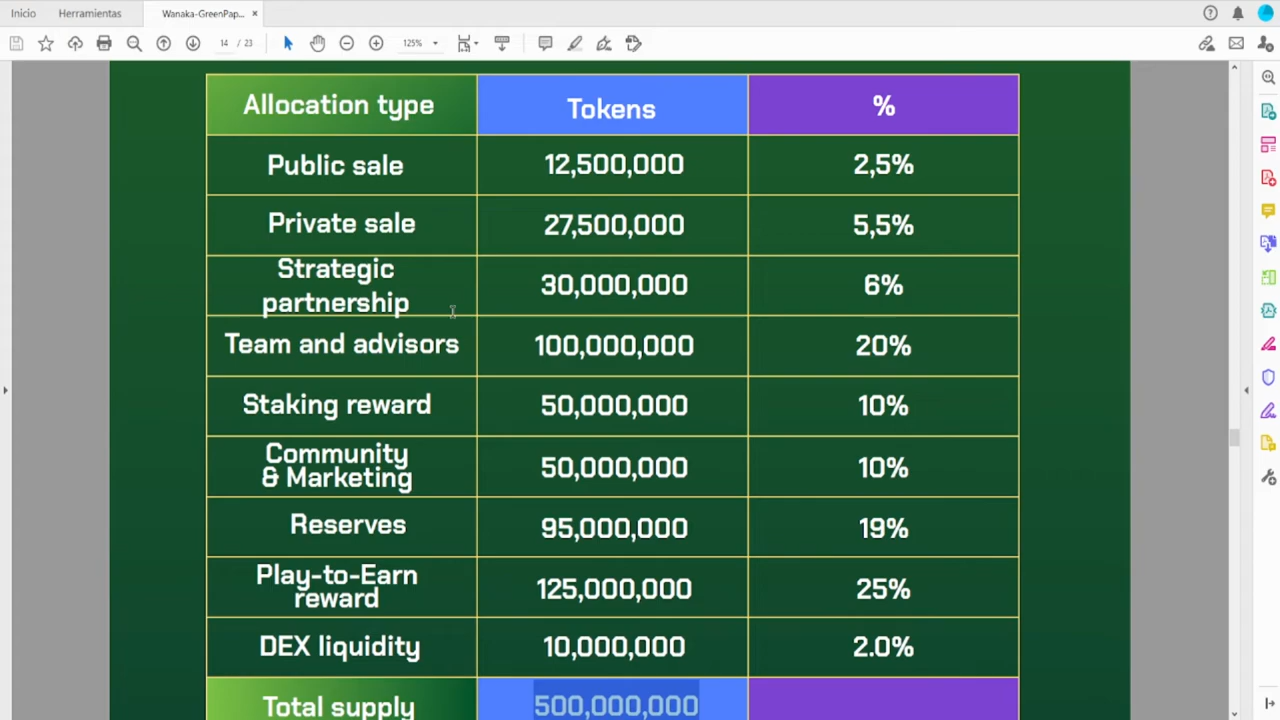 Inicio Herramientas Wanaka-GreenPap... ×
14 / 23 125%
Allocation type Tokens %
Public sale 12,500,000 2,5%
Private sale 27,500,000 5,5%
Strategic
partnership 30,000,000 6%
Team and advisors 100,000,000 20%
Staking reward 50,000,000 10%
Community
& Marketing 50,000,000 10%
Reserves 95,000,000 19%
Play-to-Earn
reward 125,000,000 25%
DEX liquidity 10,000,000 2.0%
Total supply 500,000,000